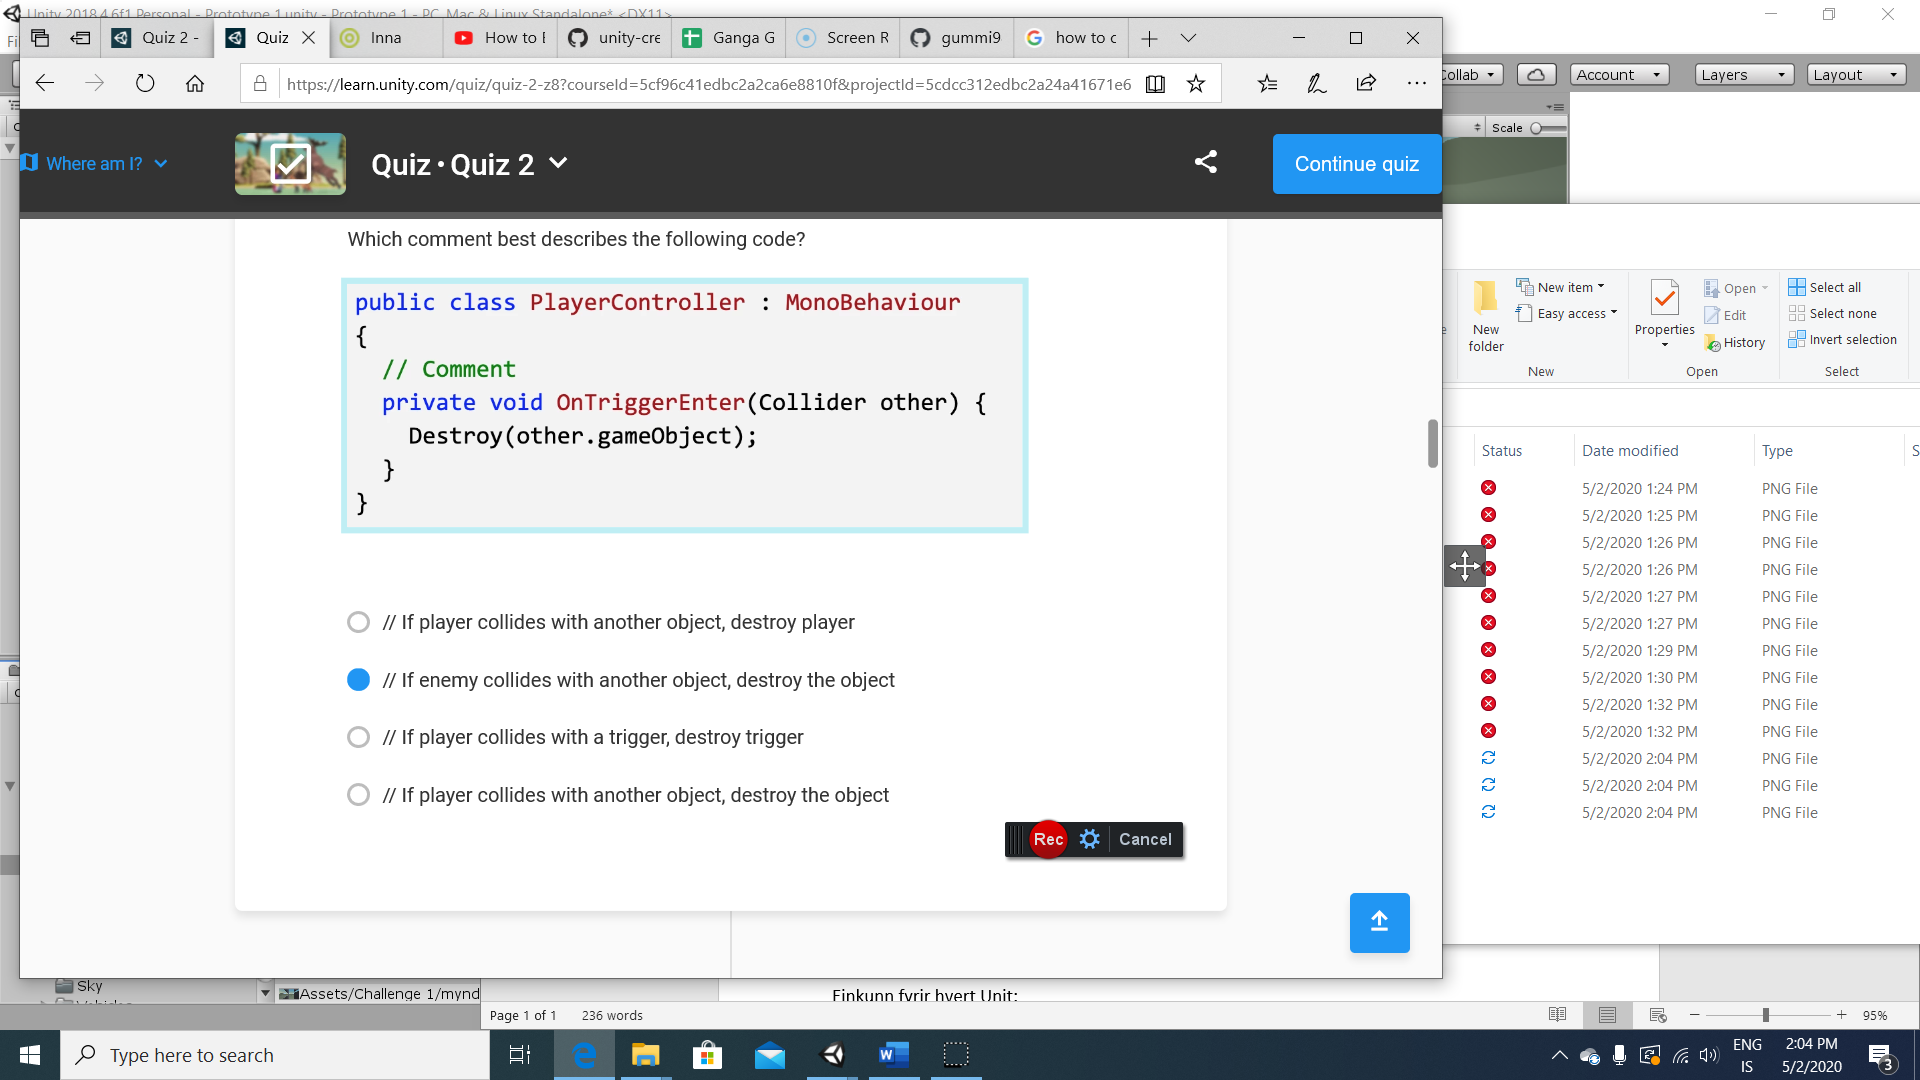 Unity 2018.4.6f1 Personal - Prototype 1.unity - Prototype 1 - PC, Mac & Linux Standalone* <DX11>
Quiz 2 -
Quiz
Inna
How to
unity-cre
Ganga G
Screen R
gummi9
how to c
https://learn.unity.com/quiz/quiz-2-z8?courseId=5cf96c41edbc2a2ca6e8810f&projectId=5cdcc312edbc2a24a41671e6
Collab
Account
Layers
Layout
Scale
Where am I?
Quiz · Quiz 2
Continue quiz
Which comment best describes the following code?
public class PlayerController : MonoBehaviour
{
// Comment
private void OnTriggerEnter(Collider other) {
Destroy(other.gameObject);
}
}
// If player collides with another object, destroy player
// If enemy collides with another object, destroy the object
// If player collides with a trigger, destroy trigger
// If player collides with another object, destroy the object
Rec
Cancel
New folder
New item
Easy access
New
Properties
Open
Edit
History
Open
Select all
Select none
Invert selection
Select
Status
Date modified
Type
S
5/2/2020 1:24 PM PNG File
5/2/2020 1:25 PM PNG File
5/2/2020 1:26 PM PNG File
5/2/2020 1:26 PM PNG File
5/2/2020 1:27 PM PNG File
5/2/2020 1:27 PM PNG File
5/2/2020 1:29 PM PNG File
5/2/2020 1:30 PM PNG File
5/2/2020 1:32 PM PNG File
5/2/2020 1:32 PM PNG File
5/2/2020 2:04 PM PNG File
5/2/2020 2:04 PM PNG File
5/2/2020 2:04 PM PNG File
Sky
Assets/Challenge 1/mynd
Einkunn fyrir hvert Unit:
Page 1 of 1
236 words
95%
Type here to search
ENG
IS
2:04 PM
5/2/2020
3